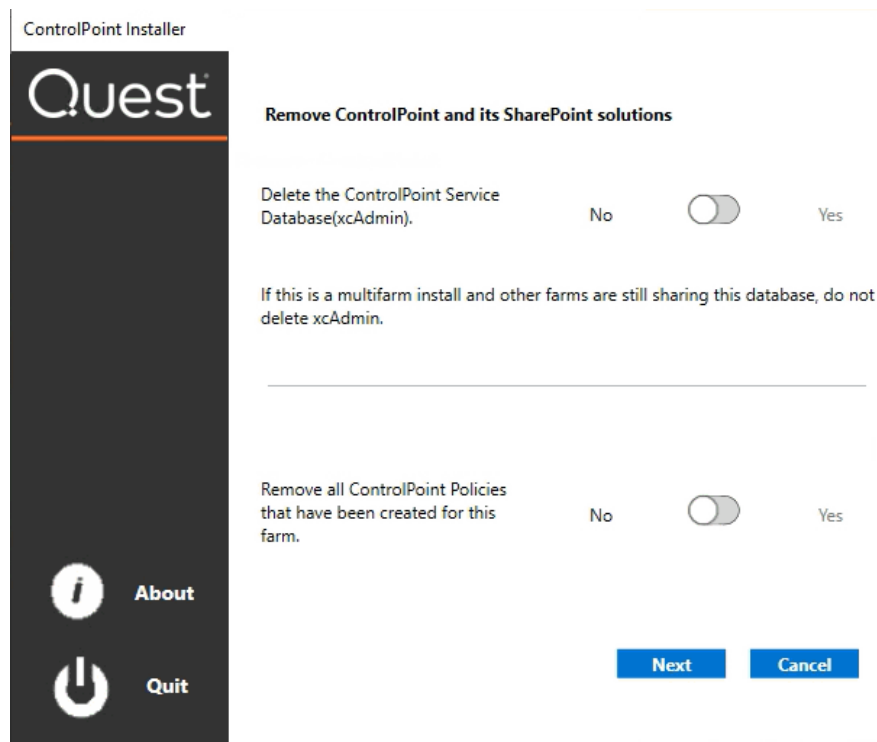 ControlPoint Installer
Quest
Remove ControlPoint and its SharePoint solutions
Delete the ControlPoint Service
Database(xcAdmin).
No
Yes
If this is a multifarm install and other farms are still sharing this database, do not
delete xcAdmin.
Remove all ControlPoint Policies
that have been created for this
farm.
No
Yes
i About
Quit
Next
Cancel